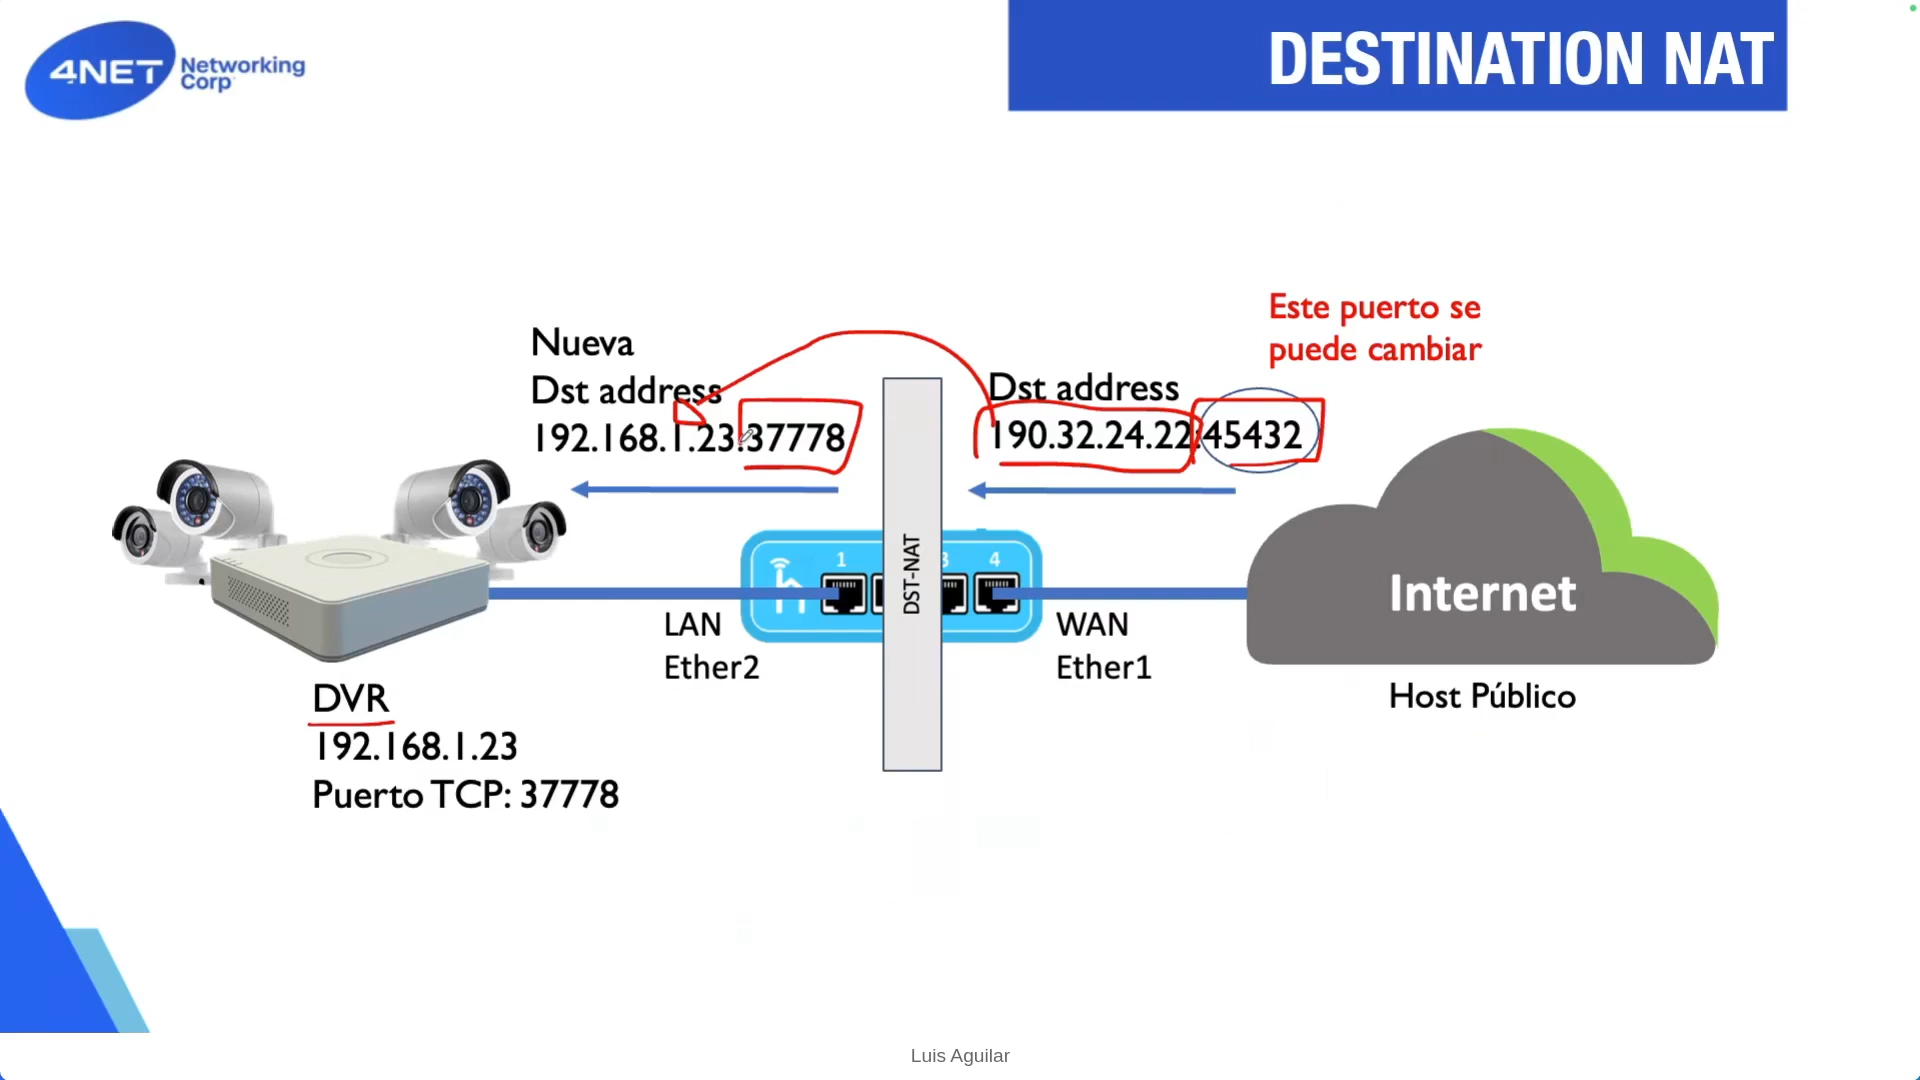 4NET Networking
Corp
DESTINATION NAT
Este puerto se
puede cambiar
Nueva
Dst address
192.168.1.23:37778
Dst address
190.32.24.22:45432
1
3
4
DST-NAT
Internet
LAN
Ether2
WAN
Ether1
Host Público
DVR
192.168.1.23
Puerto TCP: 37778
Luis Aguilar